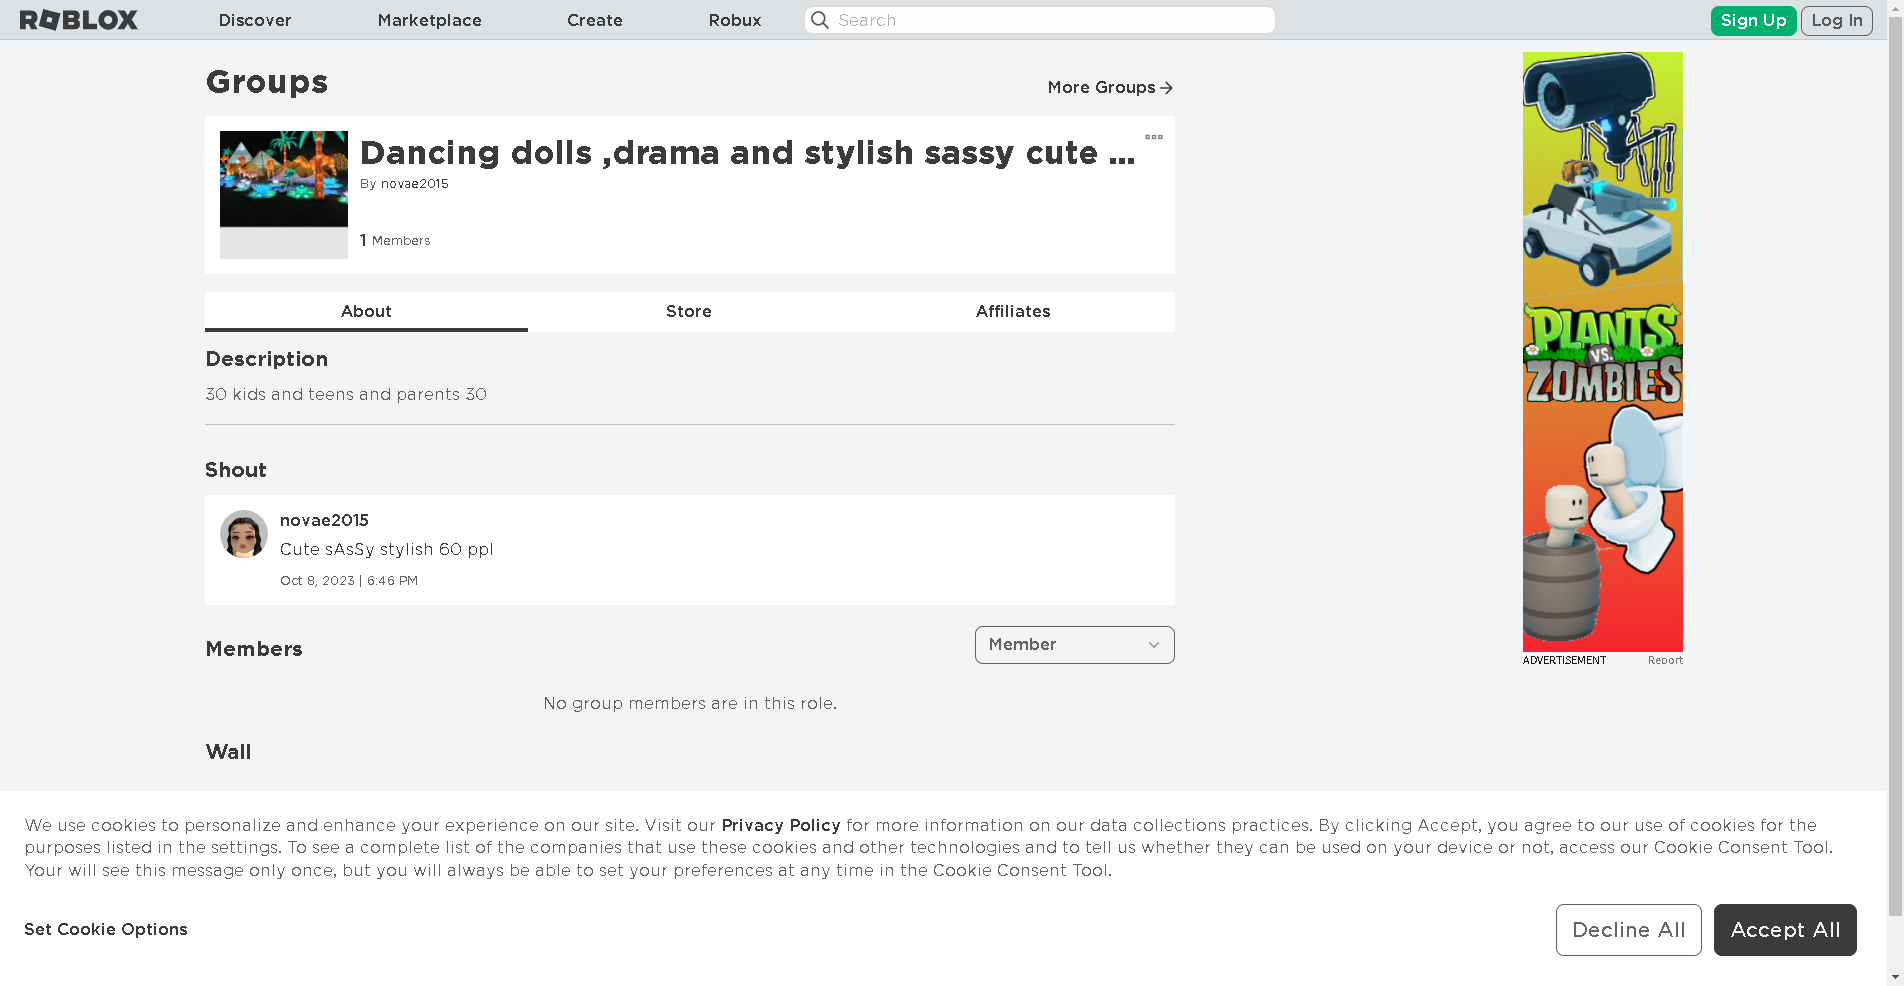 ROBLOX Discover Marketplace Create Robux Search Sign Up Log In
Groups
More Groups
Dancing dolls ,drama and stylish sassy cute ...
By novae2015
1 Members
About Store Affiliates
Description
30 kids and teens and parents 30
Shout
novae2015
Cute sAsSy stylish 60 ppl
Oct 8, 2023 | 6:46 PM
Members
Member
No group members are in this role.
Wall
PLANTS
VS.
ZOMBIES
ADVERTISEMENT Report
We use cookies to personalize and enhance your experience on our site. Visit our Privacy Policy for more information on our data collections practices. By clicking Accept, you agree to our use of cookies for the
purposes listed in the settings. To see a complete list of the companies that use these cookies and other technologies and to tell us whether they can be used on your device or not, access our Cookie Consent Tool.
Your will see this message only once, but you will always be able to set your preferences at any time in the Cookie Consent Tool.
Set Cookie Options
Decline All Accept All